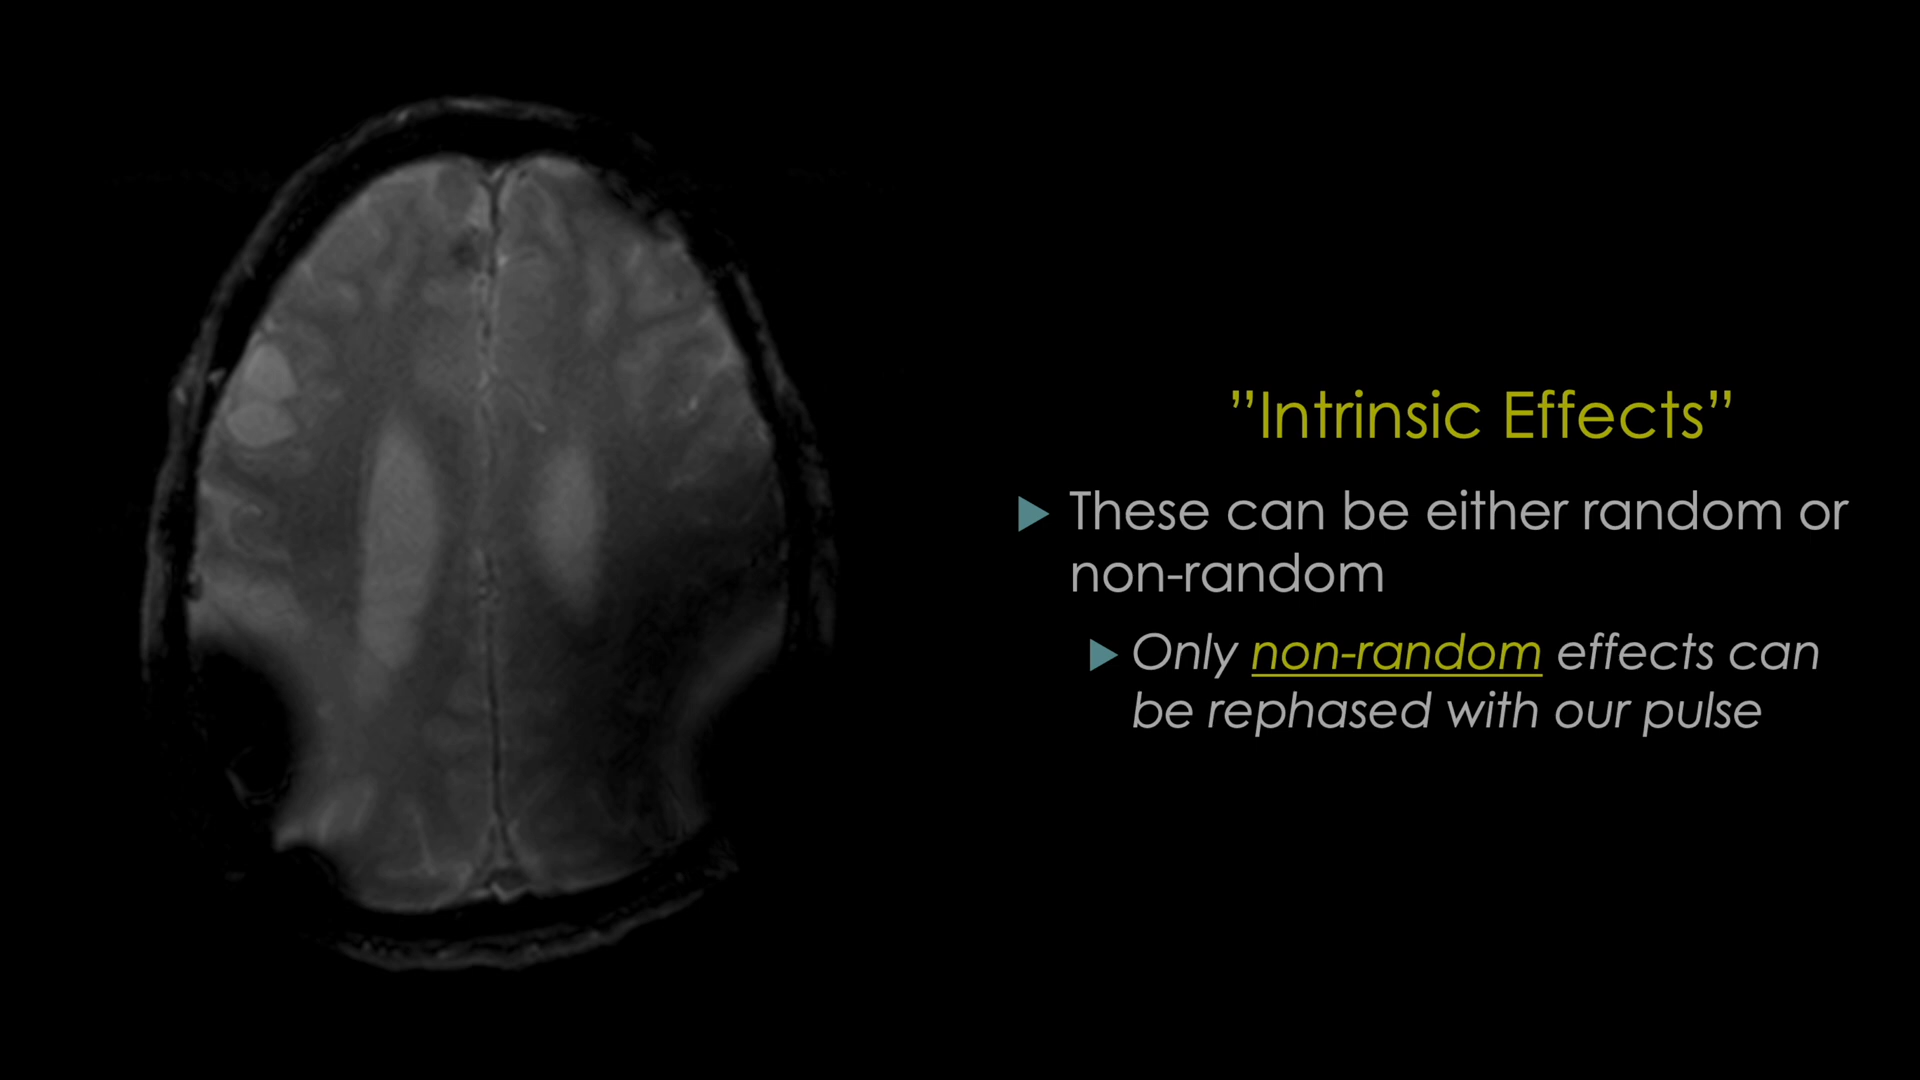 ”Intrinsic Effects”
These can be either random or
non-random
Only non-random effects can
be rephased with our pulse